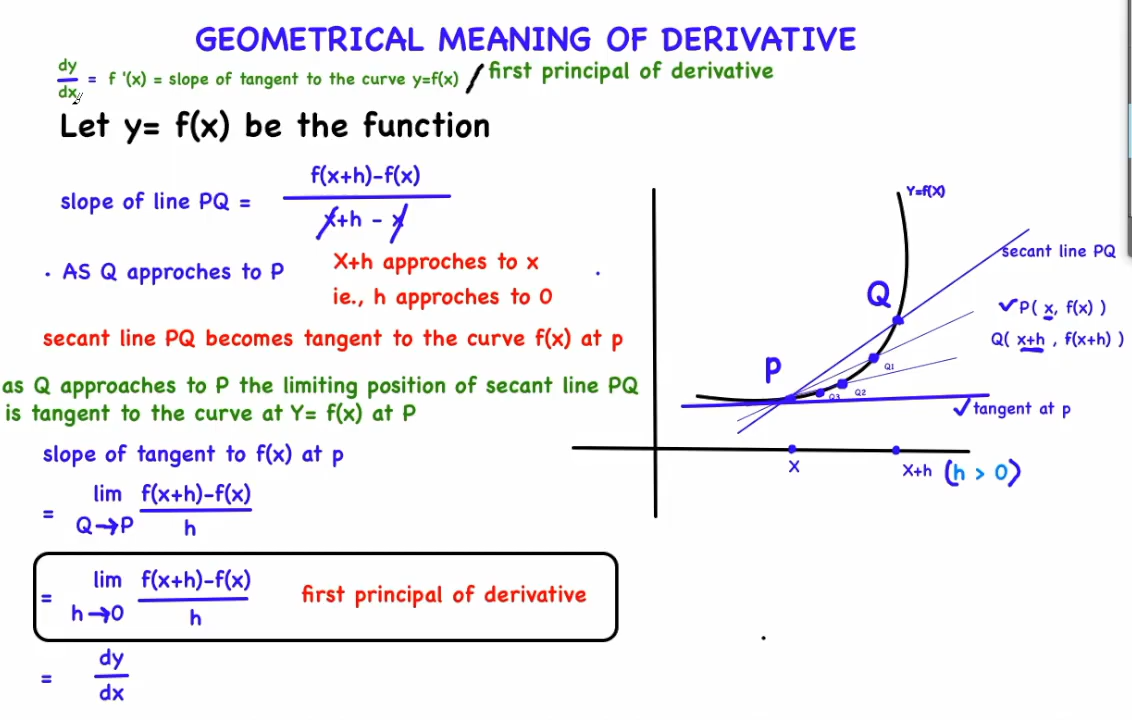 GEOMETRICAL MEANING OF DERIVATIVE
dy/dx = f '(x) = slope of tangent to the curve y=f(x) / first principal of derivative
Let y= f(x) be the function
slope of line PQ = f(x+h)-f(x) / x+h - x
. AS Q approches to P
X+h approches to x
ie., h approches to 0
secant line PQ becomes tangent to the curve f(x) at p
as Q approaches to P the limiting position of secant line PQ
is tangent to the curve at Y= f(x) at P
slope of tangent to f(x) at p
= lim Q→P f(x+h)-f(x) / h
= lim h→0 f(x+h)-f(x) / h first principal of derivative
= dy/dx
Y=f(X)
secant line PQ
Q
✓P( x, f(x) )
Q( x+h , f(x+h) )
P
Q1
Q2
Q3
✓tangent at p
X
X+h (h > 0)